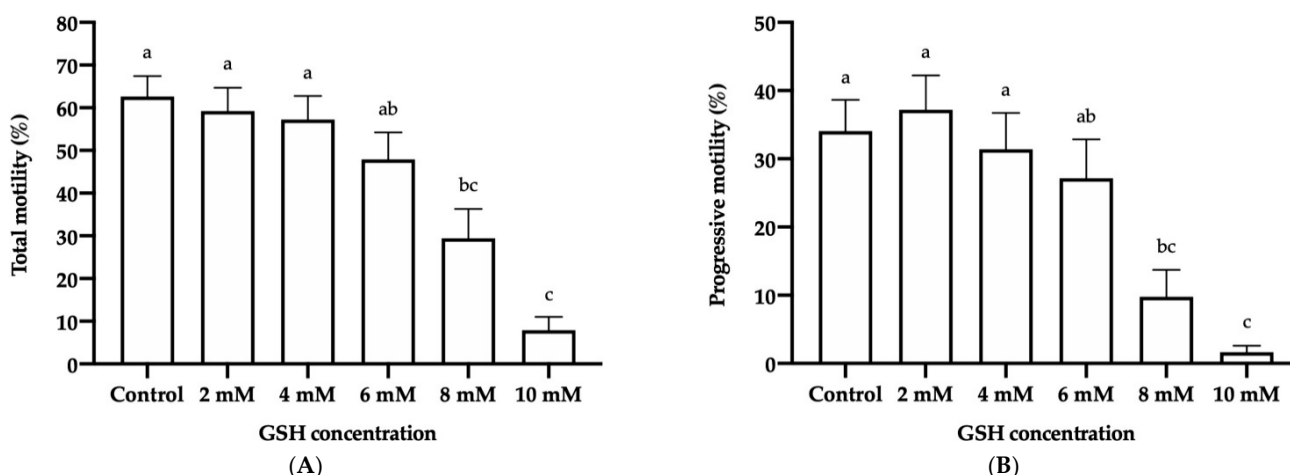 Total motility (%)
80
70
60
50
40
30
20
10
0
a
a
a
ab
bc
c
Control 2 mM 4 mM 6 mM 8 mM 10 mM
GSH concentration
(A)
Progressive motility (%)
50
40
30
20
10
0
a
a
a
ab
bc
c
Control 2 mM 4 mM 6 mM 8 mM 10 mM
GSH concentration
(B)